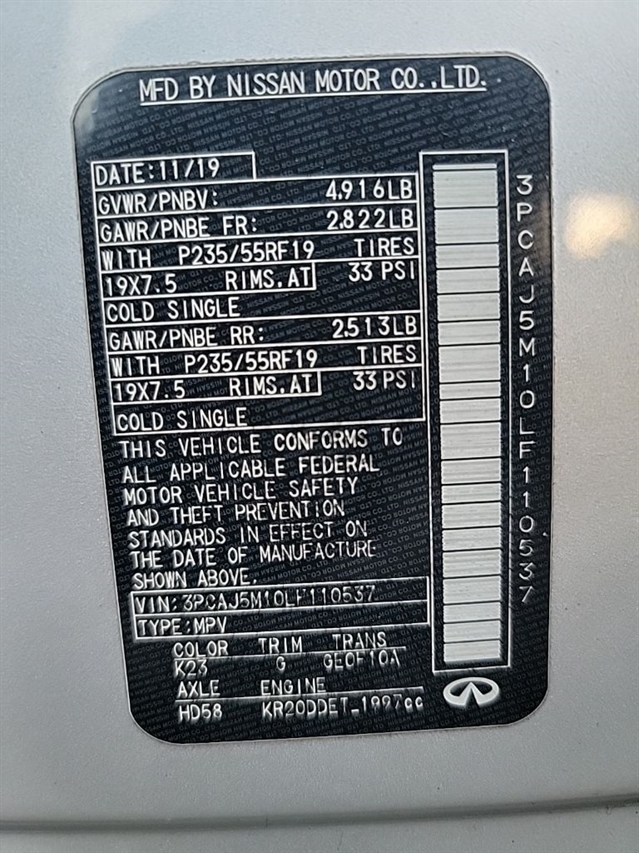 MFD BY NISSAN MOTOR CO.,LTD.
DATE:11/19
GVWR/PNBV: 4.916LB
GAWR/PNBE FR: 2.822LB
WITH P235/55RF19 TIRES
19X7.5 RIMS.AT 33 PSI
COLD SINGLE
GAWR/PNBE RR: 2513LB
WITH P235/55RF19 TIRES
19X7.5 RIMS.AT 33 PSI
COLD SINGLE
THIS VEHICLE CONFORMS TO
ALL APPLICABLE FEDERAL
MOTOR VEHICLE SAFETY
AND THEFT PREVENTION
STANDARDS IN EFFECT ON
THE DATE OF MANUFACTURE
SHOWN ABOVE.
VIN:3PCAJ5M10LF110537
TYPE:MPV
COLOR TRIM TRANS
K23 G GE0F10A
AXLE ENGINE
HD58 KR20DDET-1997cc
3PCAJ5M10LF110537